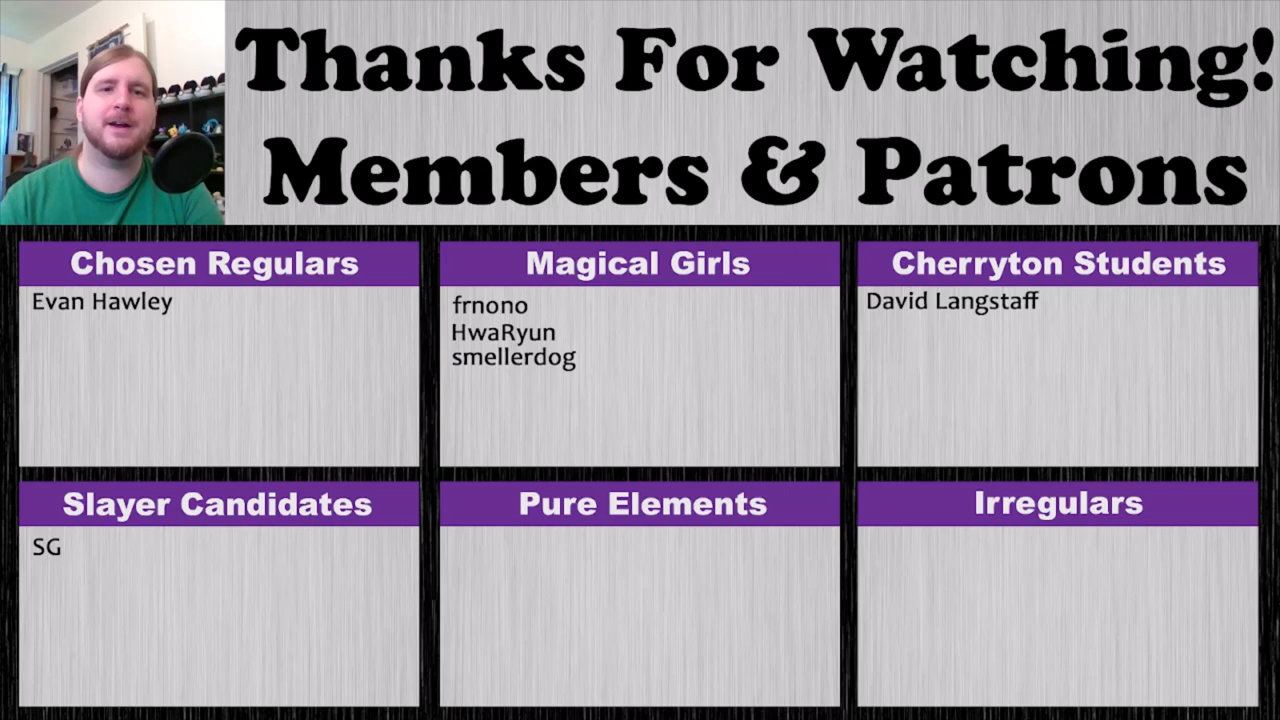 Thanks For Watching!
Members & Patrons
Chosen Regulars
Evan Hawley
Magical Girls
frnono
HwaRyun
smellerdog
Cherryton Students
David Langstaff
Slayer Candidates
SG
Pure Elements
Irregulars